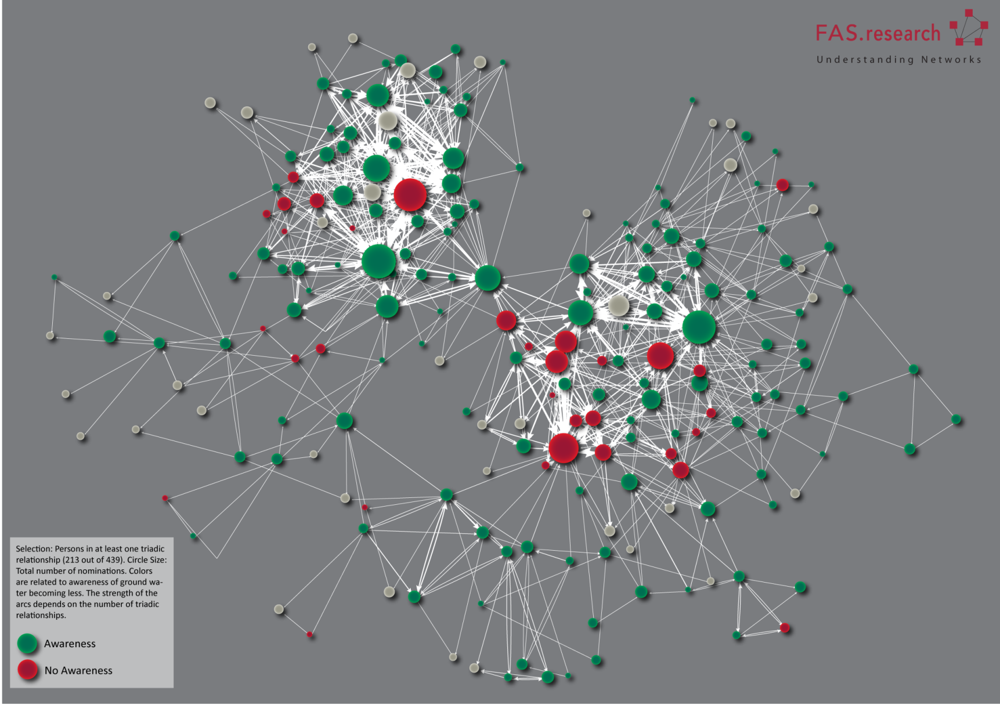 FAS.research
Understanding Networks
Selection: Persons in at least one triadic
relationship (213 out of 439). Circle Size:
Total number of nominations. Colors
are related to awareness of ground wa-
ter becoming less. The strength of the
arcs depends on the number of triadic
relationships.
Awareness
No Awareness